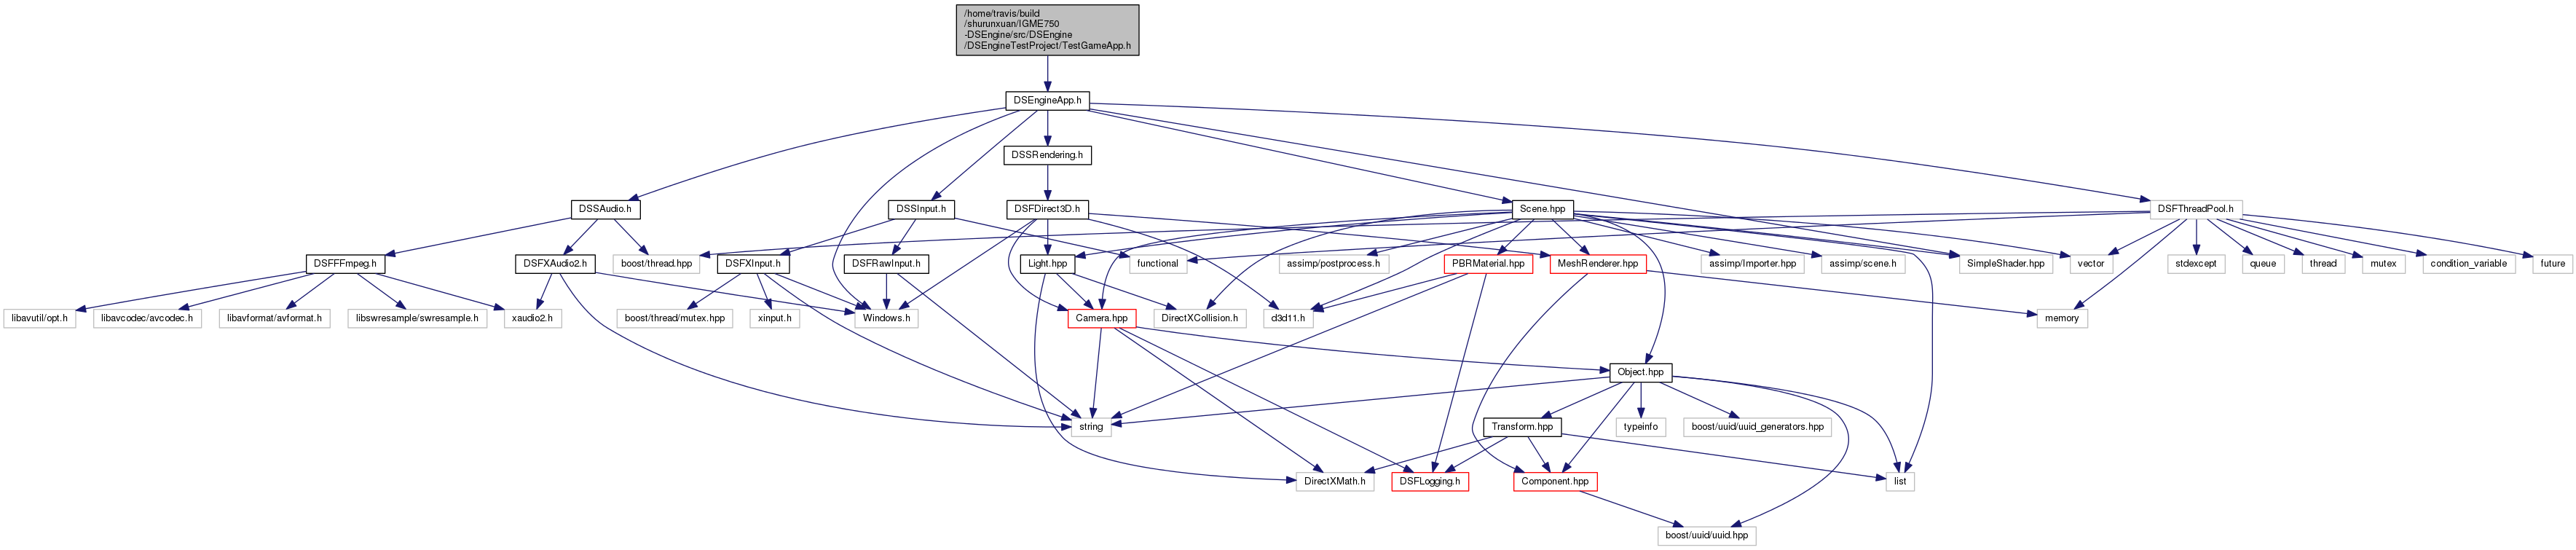 /home/travis/build
/shurunxuan/IGME750
-DSEngine/src/DSEngine
/DSEngineTestProject/TestGameApp.h
DSEngineApp.h
DSSRendering.h
DSSAudio.h
DSSInput.h
DSFDirect3D.h
Scene.hpp
DSFThreadPool.h
DSFFFmpeg.h
DSFXAudio2.h
boost/thread.hpp
DSFXInput.h
DSFRawInput.h
Light.hpp
functional
assimp/postprocess.h
PBRMaterial.hpp
MeshRenderer.hpp
assimp/Importer.hpp
assimp/scene.h
SimpleShader.hpp
vector
stdexcept
queue
thread
mutex
condition_variable
future
libavutil/opt.h
libavcodec/avcodec.h
libavformat/avformat.h
libswresample/swresample.h
xaudio2.h
boost/thread/mutex.hpp
xinput.h
Windows.h
Camera.hpp
DirectXCollision.h
d3d11.h
memory
Object.hpp
string
Transform.hpp
typeinfo
boost/uuid/uuid_generators.hpp
DirectXMath.h
DSFLogging.h
Component.hpp
list
boost/uuid/uuid.hpp